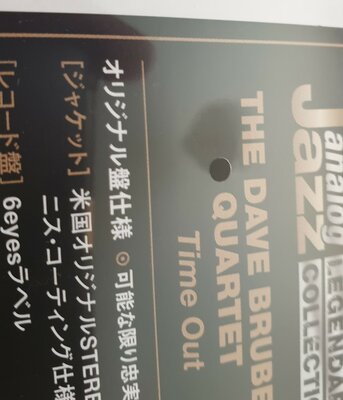 analog LEGENDA
Jazz COLLECTI
THE DAVE BRUBE
QUARTET
Time Out
オリジナル盤仕様 ◎可能な限り忠実
[ジャケット] 米国オリジナルSTERE
ニス・コーティング仕様
[レコード盤] 6eyesラベル